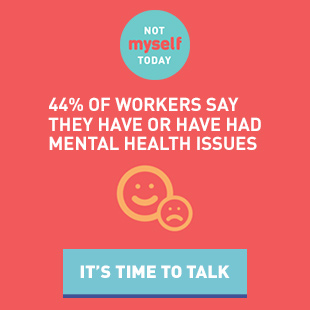 NOT
myself
TODAY
44% OF WORKERS SAY
THEY HAVE OR HAVE HAD
MENTAL HEALTH ISSUES
IT'S TIME TO TALK